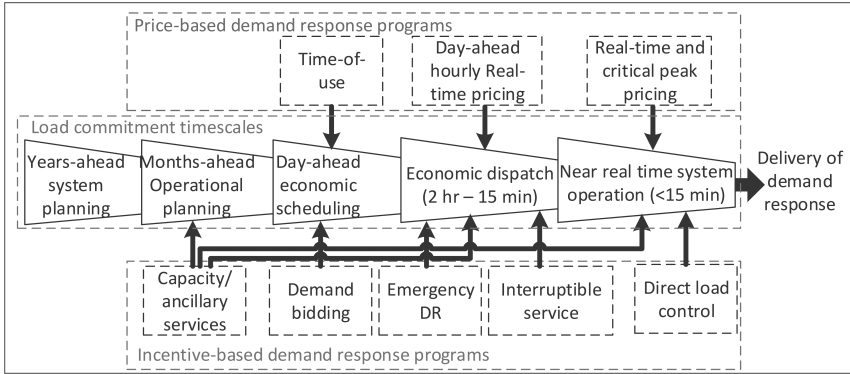 Price-based demand response programs
Time-of-
use
Day-ahead
hourly Real-
time pricing
Real-time and
critical peak
pricing
Load commitment timescales
Years-ahead
system
planning
Months-ahead
Operational
planning
Day-ahead
economic
scheduling
Economic dispatch
(2 hr – 15 min)
Near real time system
operation (<15 min)
Delivery of
demand
response
Capacity/
ancillary
services
Demand
bidding
Emergency
DR
Interruptible
service
Direct load
control
Incentive-based demand response programs